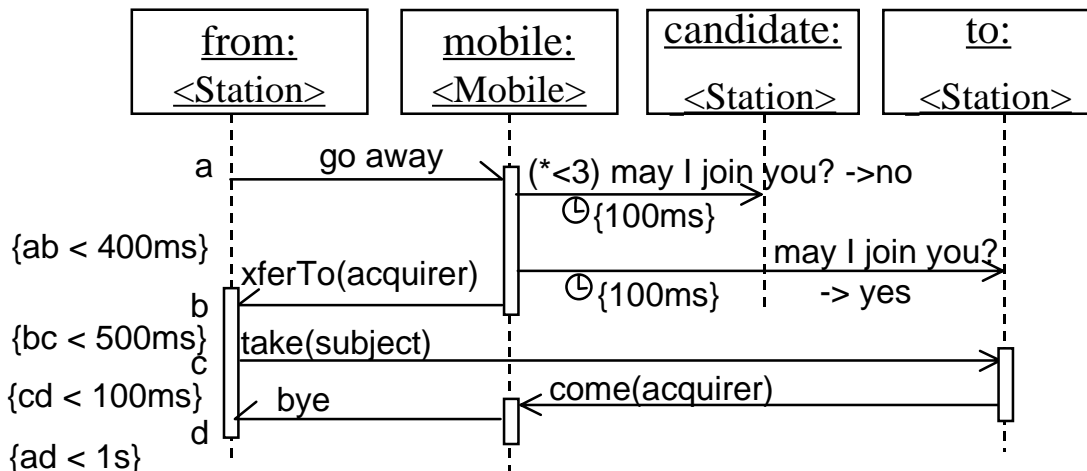 from:
<Station>
mobile:
<Mobile>
candidate:
<Station>
to:
<Station>
a
go away
(*<3) may I join you? ->no
{100ms}
{ab < 400ms}
may I join you?
xferTo(acquirer)
{100ms}
-> yes
b
{bc < 500ms}
take(subject)
c
{cd < 100ms}
bye
come(acquirer)
d
{ad < 1s}